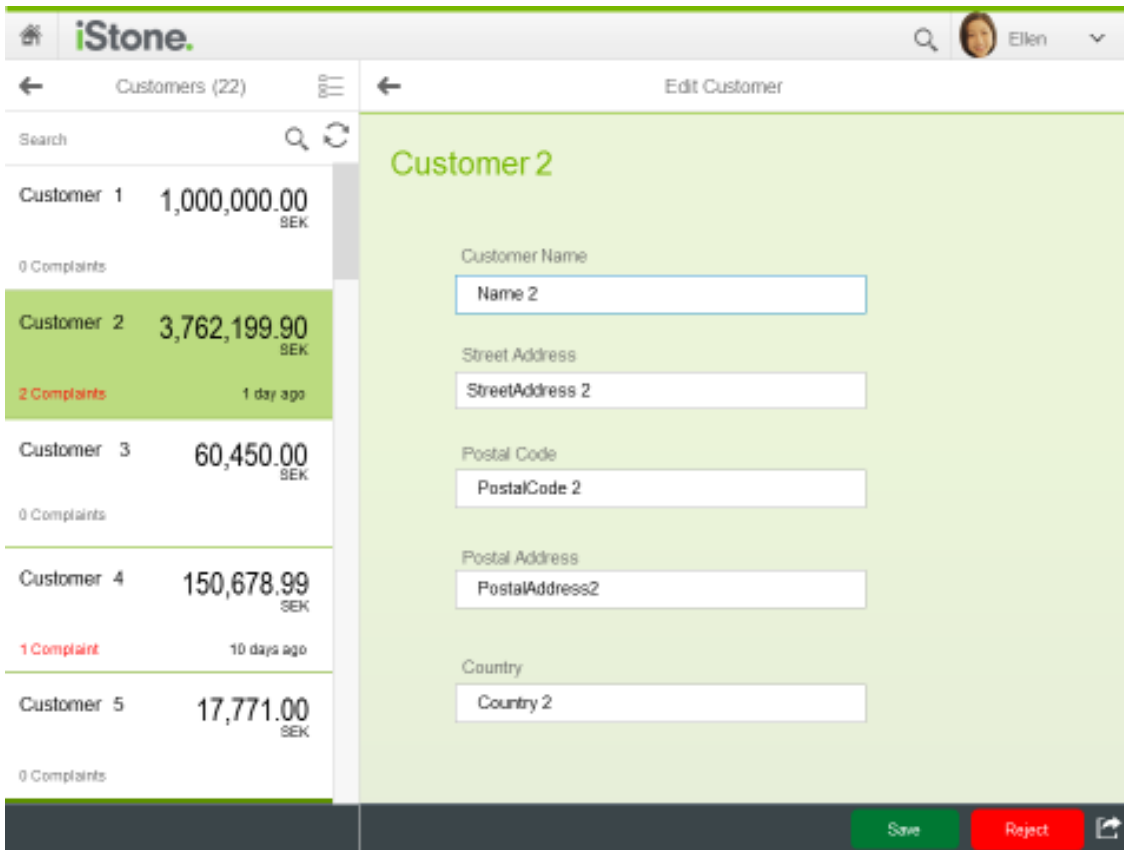 iStone.
Ellen
Customers (22)
Edit Customer
Search
Customer 1
1,000,000.00
SEK
0 Complaints
Customer 2
3,762,199.90
SEK
2 Complaints
1 day ago
Customer 3
60,450.00
SEK
0 Complaints
Customer 4
150,678.99
SEK
1 Complaint
10 days ago
Customer 5
17,771.00
SEK
0 Complaints
Customer 2
Customer Name
Name 2
Street Address
StreetAddress 2
Postal Code
PostalCode 2
Postal Address
PostalAddress2
Country
Country 2
Save
Reject